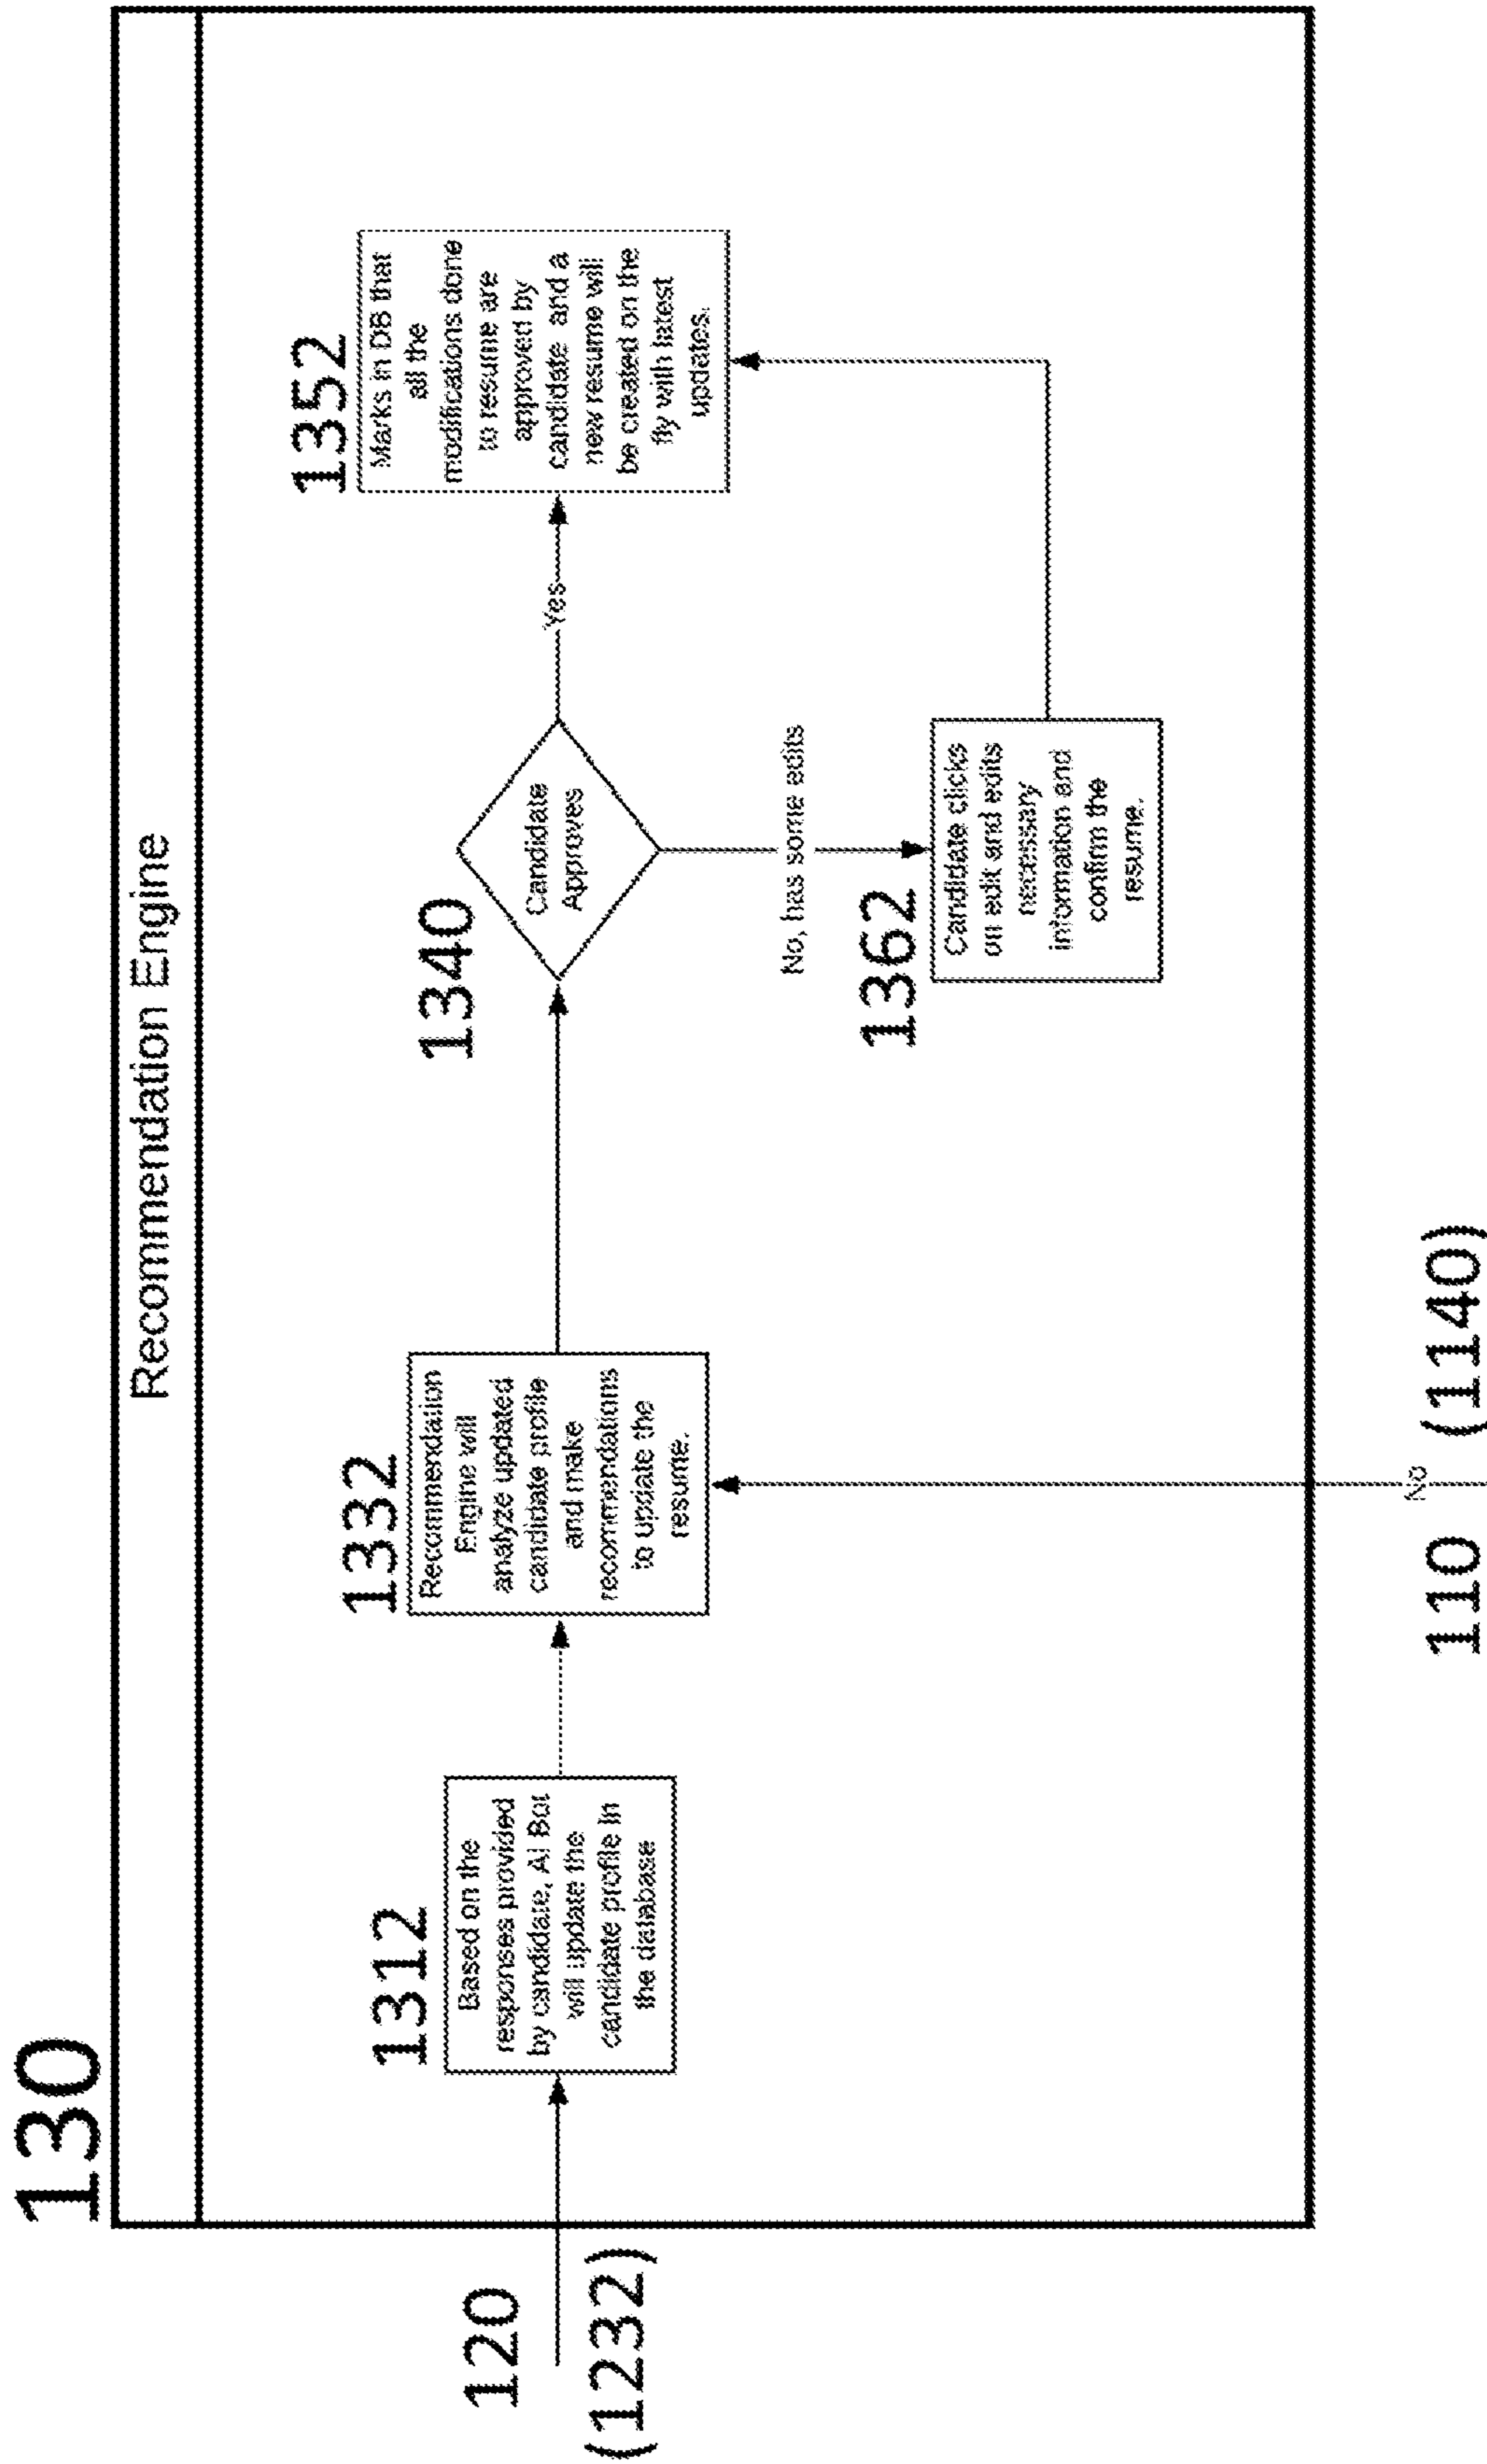 130
Recommendation Engine
120
(1232)
1312
Based on the
responses provided
by candidate, AI Bot
will update the
candidate profile in
the database
1332
Recommendation
Engine will
analyze updated
candidate profile
and make
recommendations
to update the
resume.
1340
Candidate
Approves
Yes
1352
Marks in DB that
all the
modifications done
to resume are
approved by
candidate and a
new resume will
be created on the
fly with latest
updates.
No, has some edits
1362
Candidate clicks
on edit and edits
necessary
information and
confirm the
resume.
No
110 (1140)